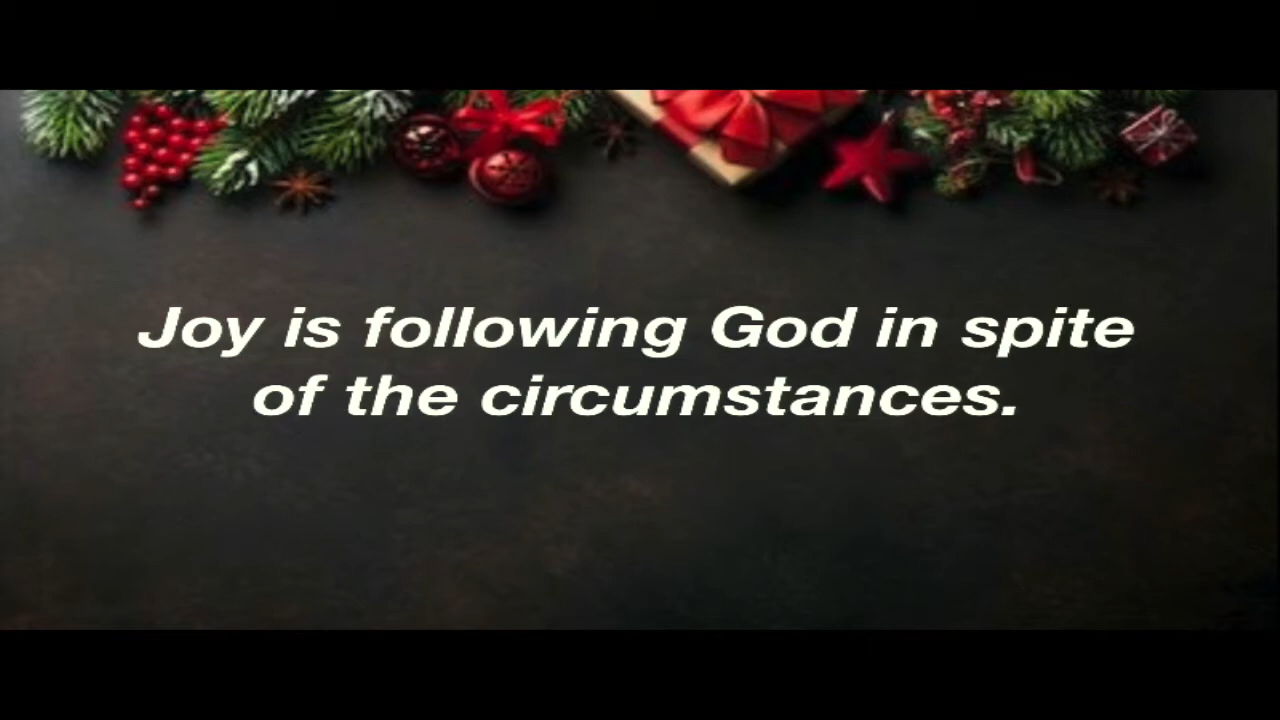 Joy is following God in spite
of the circumstances.